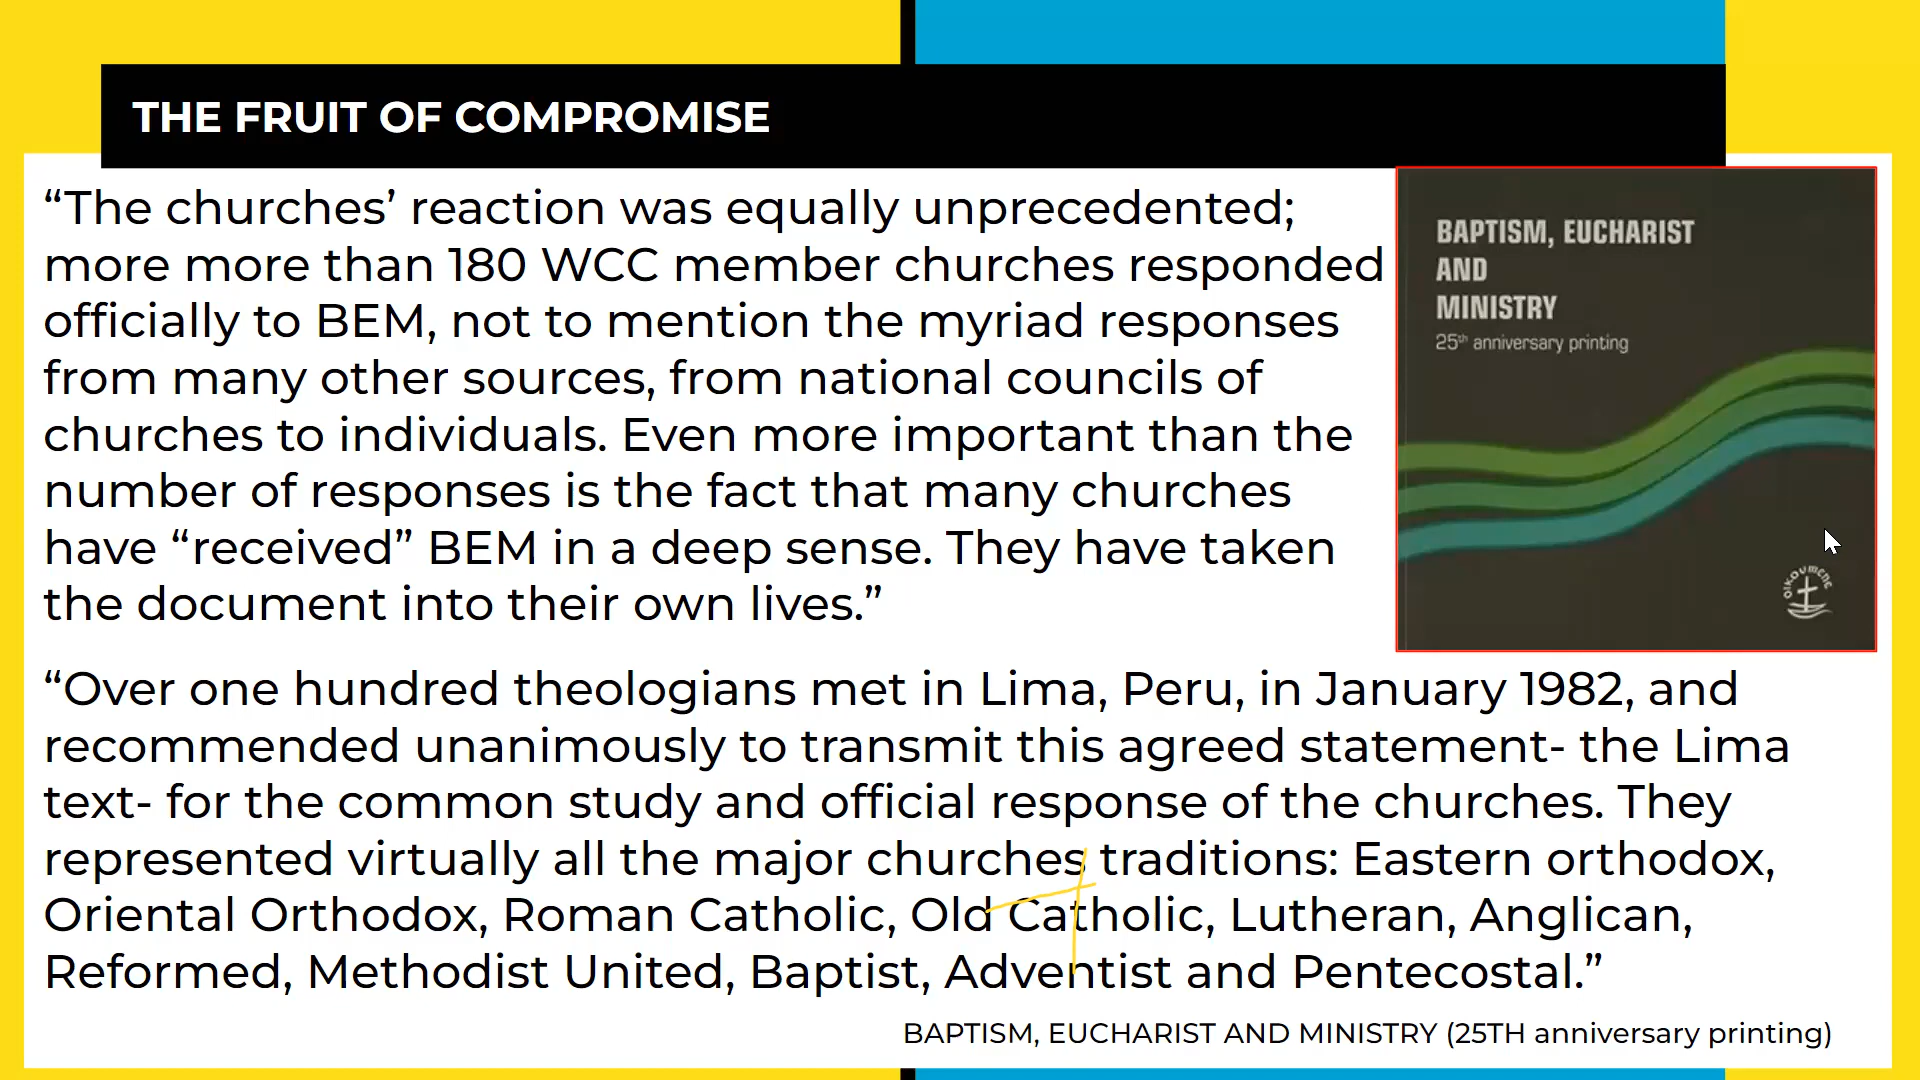 THE FRUIT OF COMPROMISE
“The churches’ reaction was equally unprecedented;
more more than 180 WCC member churches responded
officially to BEM, not to mention the myriad responses
from many other sources, from national councils of
churches to individuals. Even more important than the
number of responses is the fact that many churches
have “received” BEM in a deep sense. They have taken
the document into their own lives.”
BAPTISM, EUCHARIST
AND
MINISTRY
25th anniversary printing
OIKOUMENE
“Over one hundred theologians met in Lima, Peru, in January 1982, and
recommended unanimously to transmit this agreed statement- the Lima
text- for the common study and official response of the churches. They
represented virtually all the major churches traditions: Eastern orthodox,
Oriental Orthodox, Roman Catholic, Old Catholic, Lutheran, Anglican,
Reformed, Methodist United, Baptist, Adventist and Pentecostal.”
BAPTISM, EUCHARIST AND MINISTRY (25TH anniversary printing)